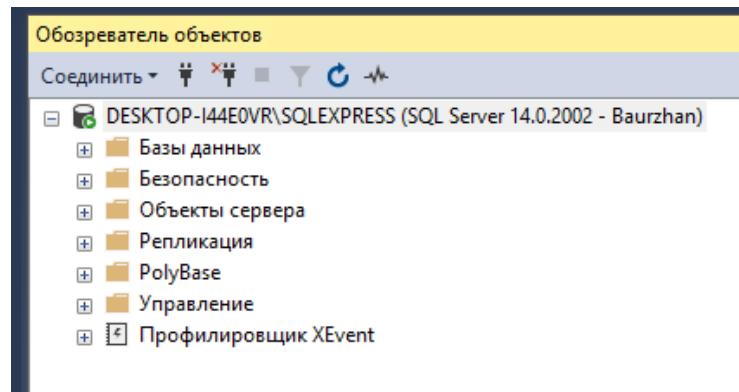 Обозреватель объектов
Соединить
DESKTOP-I44E0VR\SQLEXPRESS (SQL Server 14.0.2002 - Baurzhan)
Базы данных
Безопасность
Объекты сервера
Репликация
PolyBase
Управление
Профилировщик XEvent